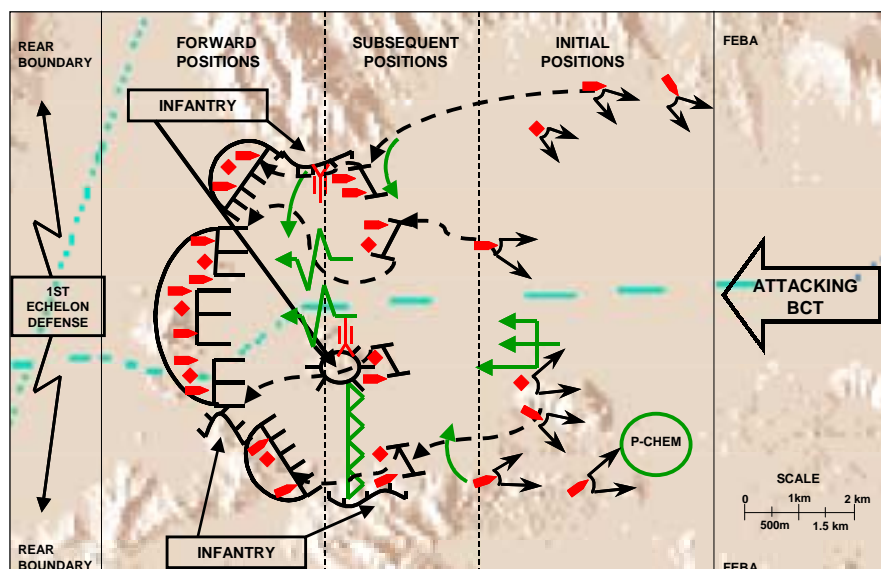 REAR
BOUNDARY
FORWARD
POSITIONS
SUBSEQUENT
POSITIONS
INITIAL
POSITIONS
FEBA
INFANTRY
1ST
ECHELON
DEFENSE
ATTACKING
BCT
P-CHEM
SCALE
0 1km 2 km
500m 1.5 km
INFANTRY
REAR
BOUNDARY
FEBA